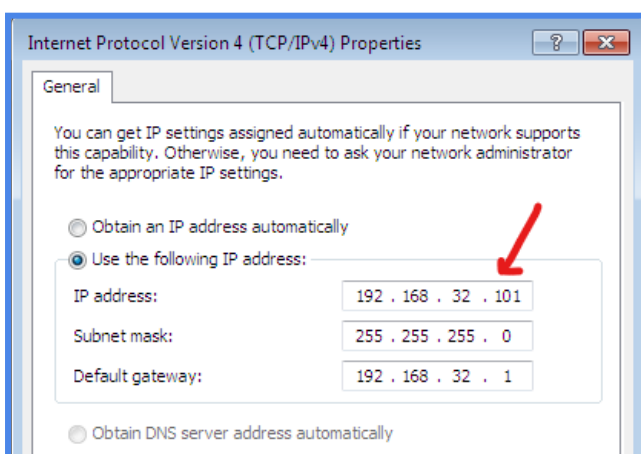 Internet Protocol Version 4 (TCP/IPv4) Properties
General
You can get IP settings assigned automatically if your network supports
this capability. Otherwise, you need to ask your network administrator
for the appropriate IP settings.
Obtain an IP address automatically
Use the following IP address:
IP address: 192 . 168 . 32 . 101
Subnet mask: 255 . 255 . 255 . 0
Default gateway: 192 . 168 . 32 . 1
Obtain DNS server address automatically